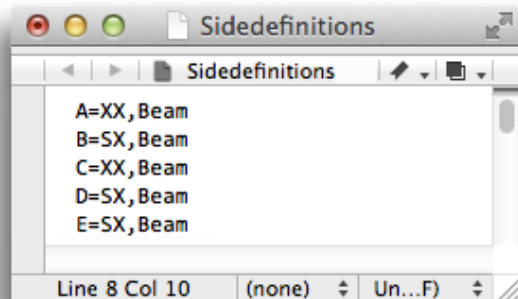 Sidedefinitions
Sidedefinitions
A=XX,Beam
B=SX,Beam
C=XX,Beam
D=SX,Beam
E=SX,Beam
Line 8 Col 10 (none) Un...F)